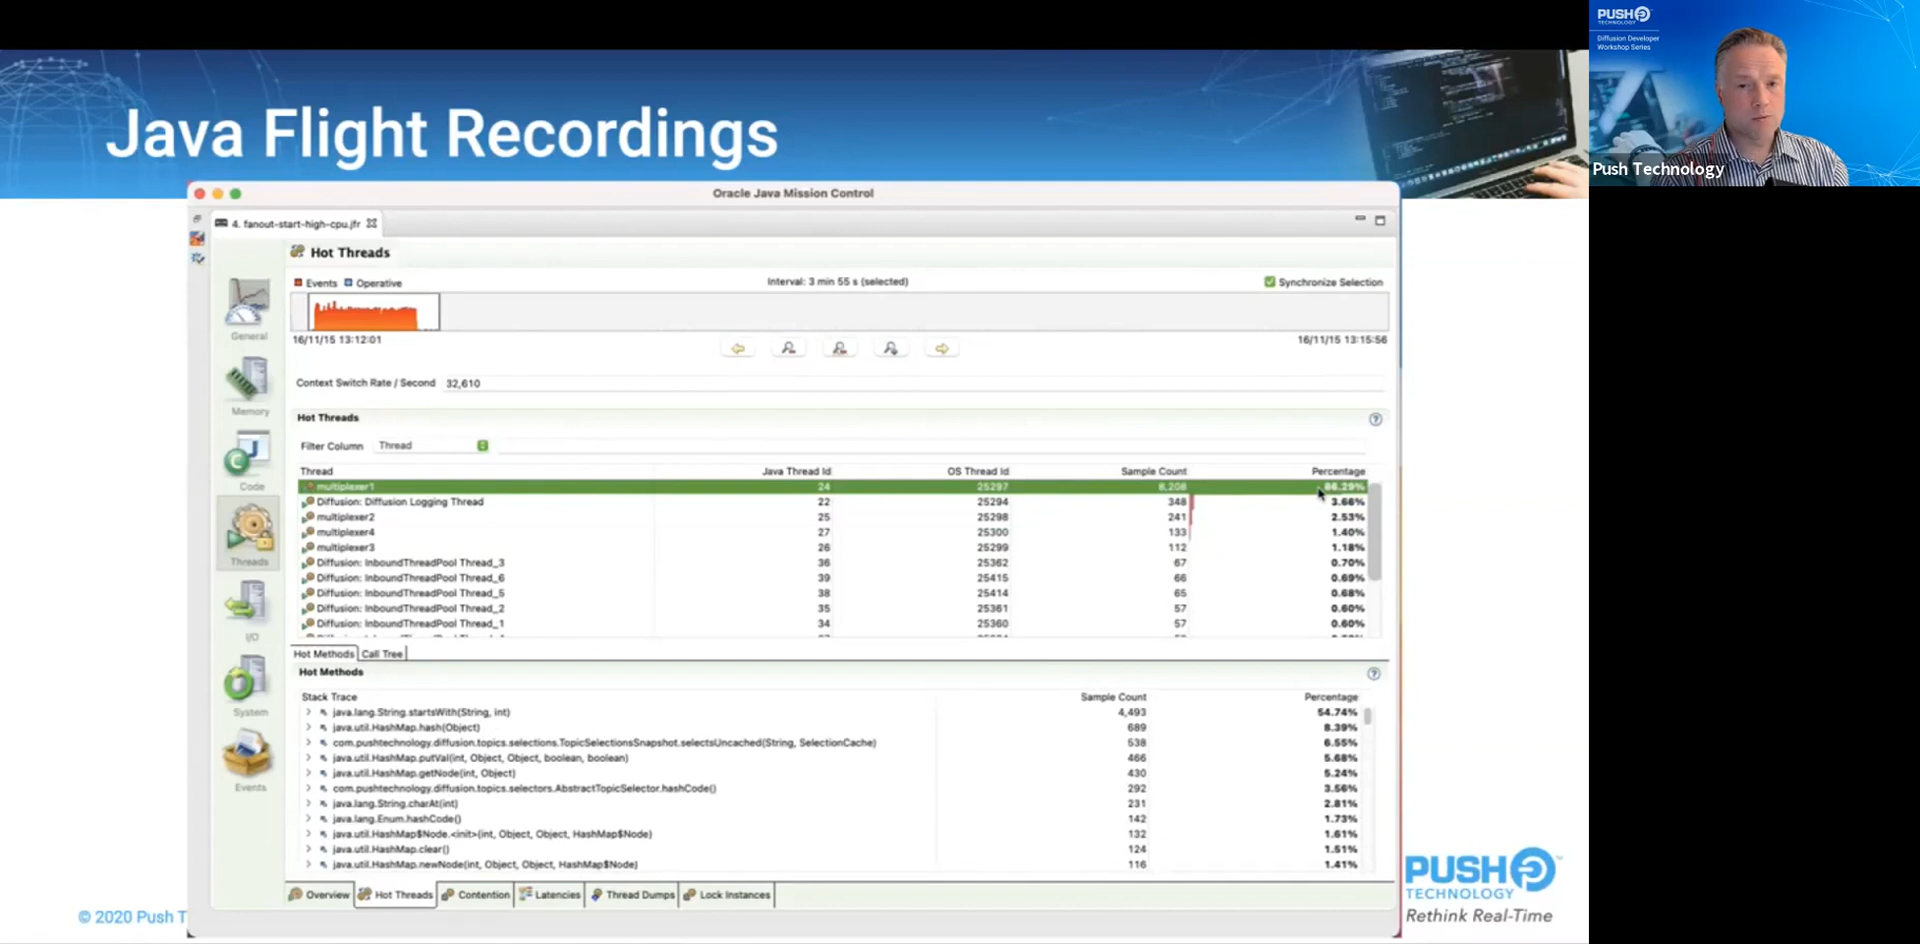 PUSH
TECHNOLOGY
Diffusion Developer
Workshop Series
Push Technology
Java Flight Recordings
Oracle Java Mission Control
4. fanout-start-high-cpu.jfr
Hot Threads
Events Operative
Interval: 3 min 55 s (selected)
Synchronize Selection
16/11/15 13:12:01
16/11/15 13:15:56
Context Switch Rate / Second 32,610
Hot Threads
Filter Column Thread
Thread Java Thread Id OS Thread Id Sample Count Percentage
multiplexer1 24 25297 8,208 86.29%
Diffusion: Diffusion Logging Thread 22 25294 348 3.66%
multiplexer2 25 25298 241 2.53%
multiplexer4 27 25300 133 1.40%
multiplexer3 26 25299 112 1.18%
Diffusion: InboundThreadPool Thread_3 36 25362 67 0.70%
Diffusion: InboundThreadPool Thread_6 39 25415 66 0.69%
Diffusion: InboundThreadPool Thread_5 38 25414 65 0.68%
Diffusion: InboundThreadPool Thread_2 35 25361 57 0.60%
Diffusion: InboundThreadPool Thread_1 34 25360 57 0.60%
Hot Methods Call Tree
Hot Methods
Stack Trace Sample Count Percentage
java.lang.String.startsWith(String, int) 4,493 54.74%
java.util.HashMap.hash(Object) 689 8.39%
com.pushtechnology.diffusion.topics.selections.TopicSelectionsSnapshot.selectsUncached(String, SelectionCache) 538 6.55%
java.util.HashMap.putVal(int, Object, Object, boolean, boolean) 466 5.68%
java.util.HashMap.getNode(int, Object) 430 5.24%
com.pushtechnology.diffusion.topics.selectors.AbstractTopicSelector.hashCode() 292 3.56%
java.lang.String.charAt(int) 231 2.81%
java.lang.Enum.hashCode() 142 1.73%
java.util.HashMap$Node.<init>(int, Object, Object, HashMap$Node) 132 1.61%
java.util.HashMap.clear() 124 1.51%
java.util.HashMap.newNode(int, Object, Object, HashMap$Node) 116 1.41%
Overview Hot Threads Contention Latencies Thread Dumps Lock Instances
General
Memory
Code
Threads
I/O
System
Events
© 2020 Push T
PUSH
TECHNOLOGY
Rethink Real-Time